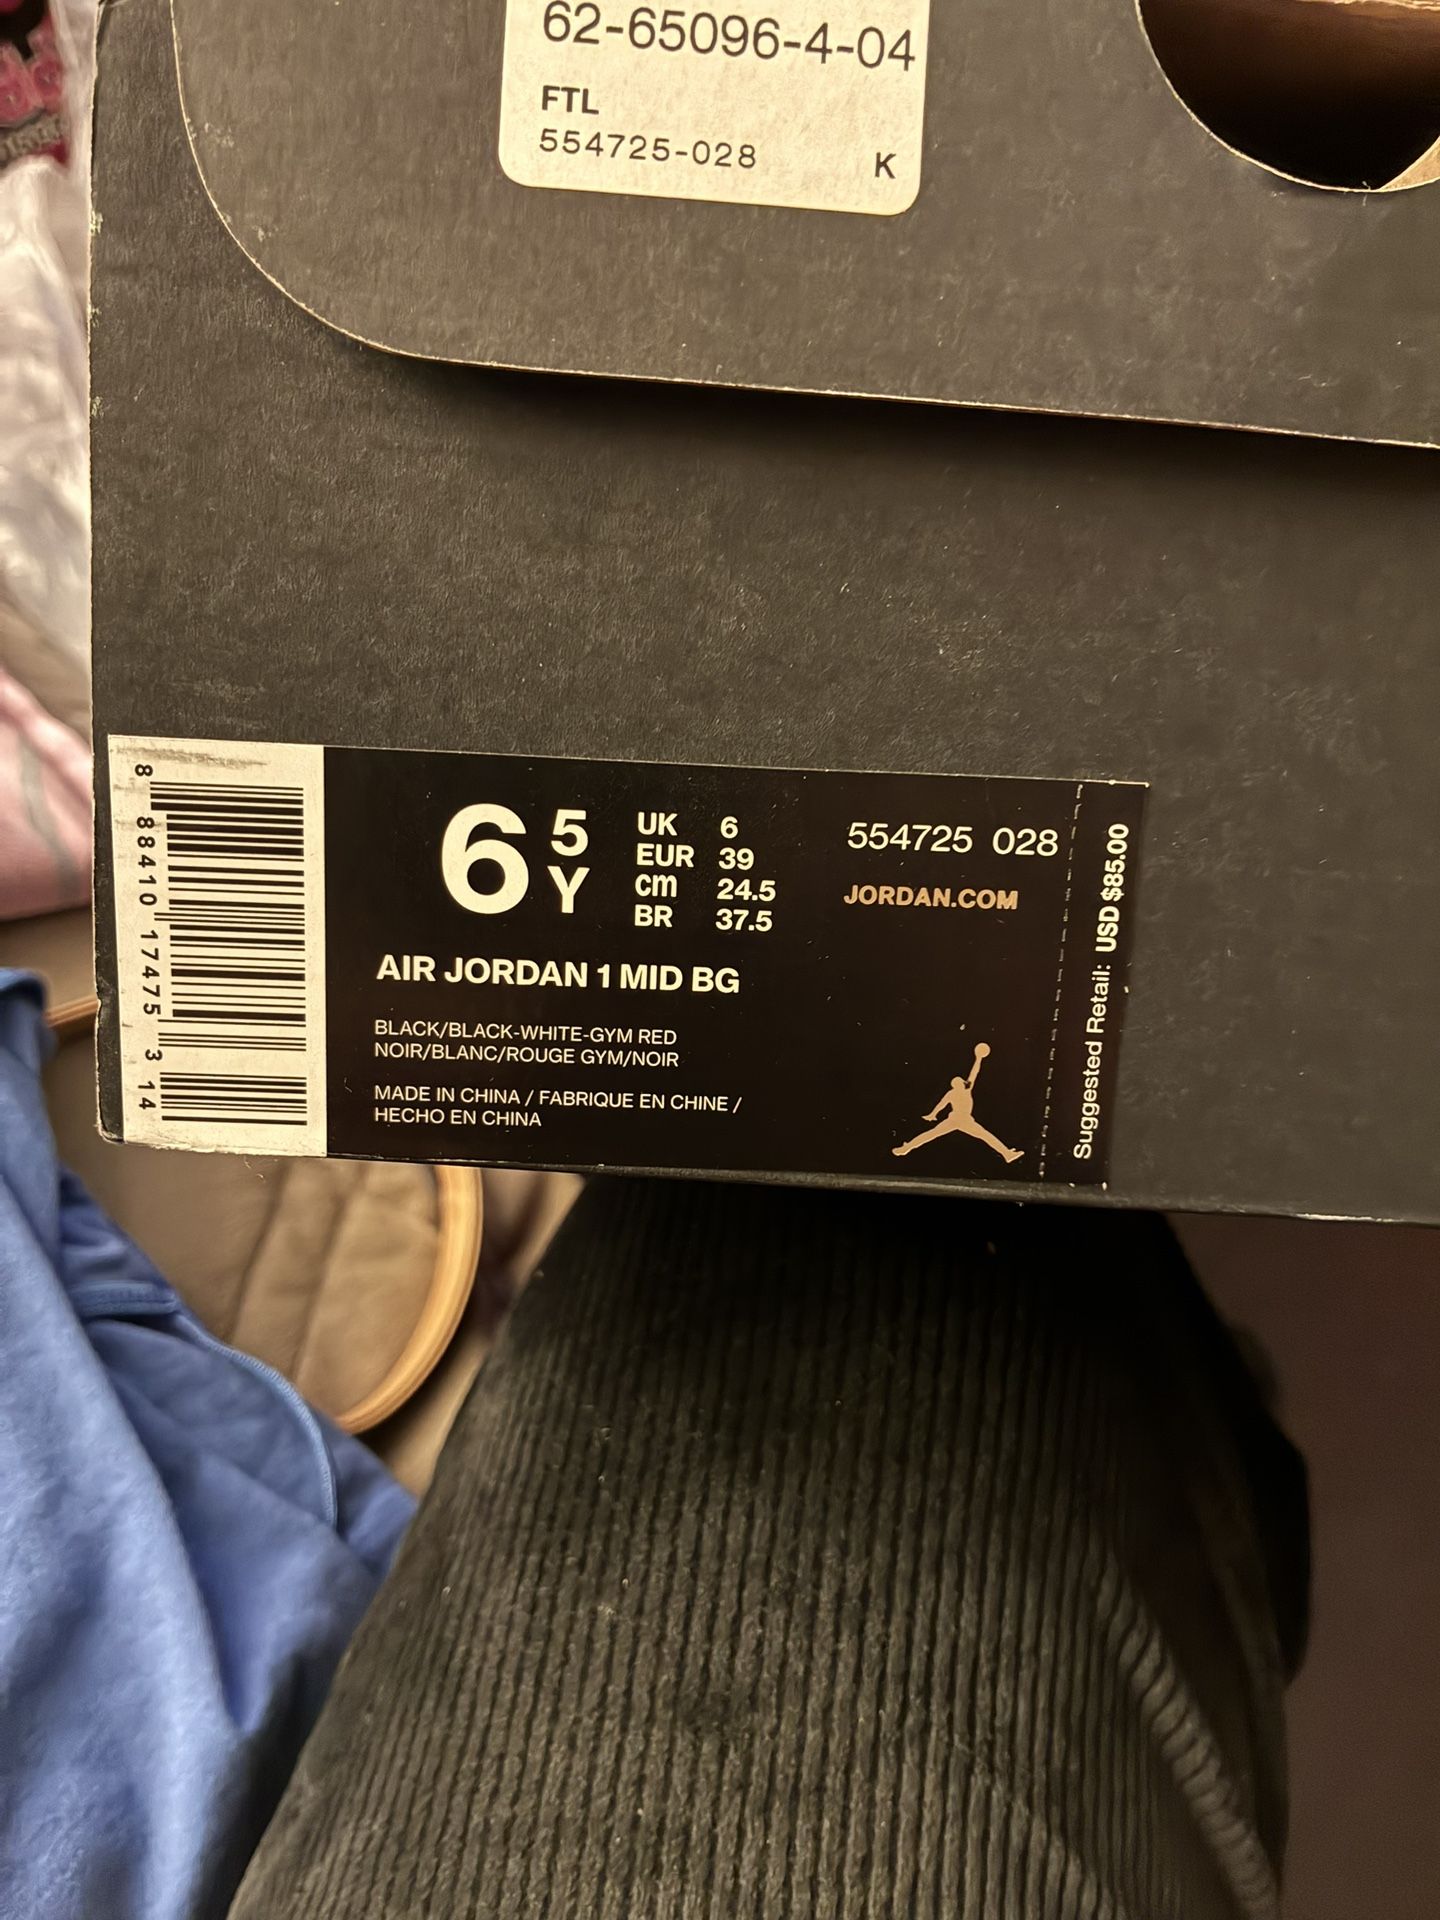 62-65096-4-04
FTL
554725-028
K
8 88410 17475 3 14
6 5 Y
UK 6
EUR 39
cm 24.5
BR 37.5
554725 028
JORDAN.COM
AIR JORDAN 1 MID BG
BLACK/BLACK-WHITE-GYM RED
NOIR/BLANC/ROUGE GYM/NOIR
MADE IN CHINA / FABRIQUE EN CHINE /
HECHO EN CHINA
Suggested Retail: USD $85.00